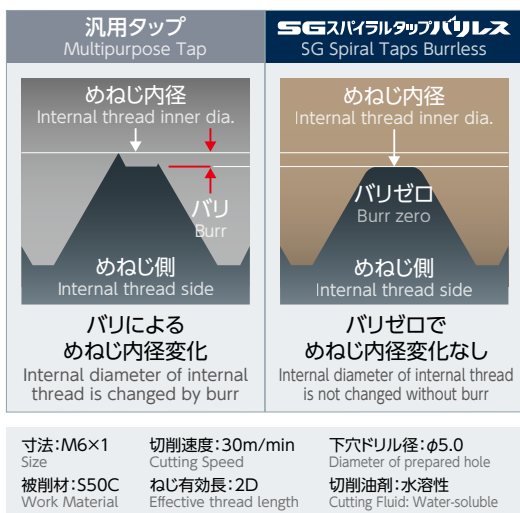 汎用タップ
Multipurpose Tap
SGスパイラルタップバリレス
SG Spiral Taps Burrless
めねじ内径
Internal thread inner dia.
バリ
Burr
めねじ側
Internal thread side
めねじ内径
Internal thread inner dia.
バリゼロ
Burr zero
めねじ側
Internal thread side
バリによる
めねじ内径変化
Internal diameter of internal
thread is changed by burr
バリゼロで
めねじ内径変化なし
Internal diameter of internal thread
is not changed without burr
寸法:M6×1 切削速度:30m/min 下穴ドリル径:φ5.0
Size Cutting Speed Diameter of prepared hole
被削材:S50C ねじ有効長:2D 切削油剤:水溶性
Work Material Effective thread length Cutting Fluid: Water-soluble